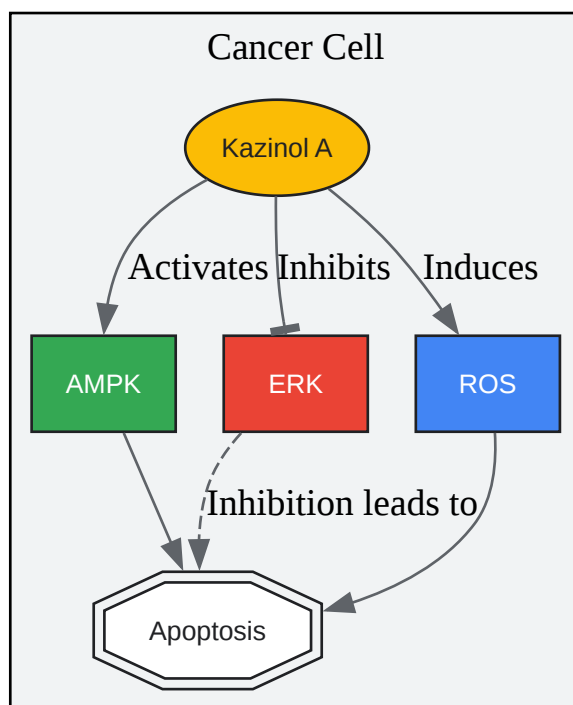 Cancer Cell
Kazinol A
Activates
Inhibits
Induces
AMPK
ERK
ROS
Inhibition leads to
Apoptosis